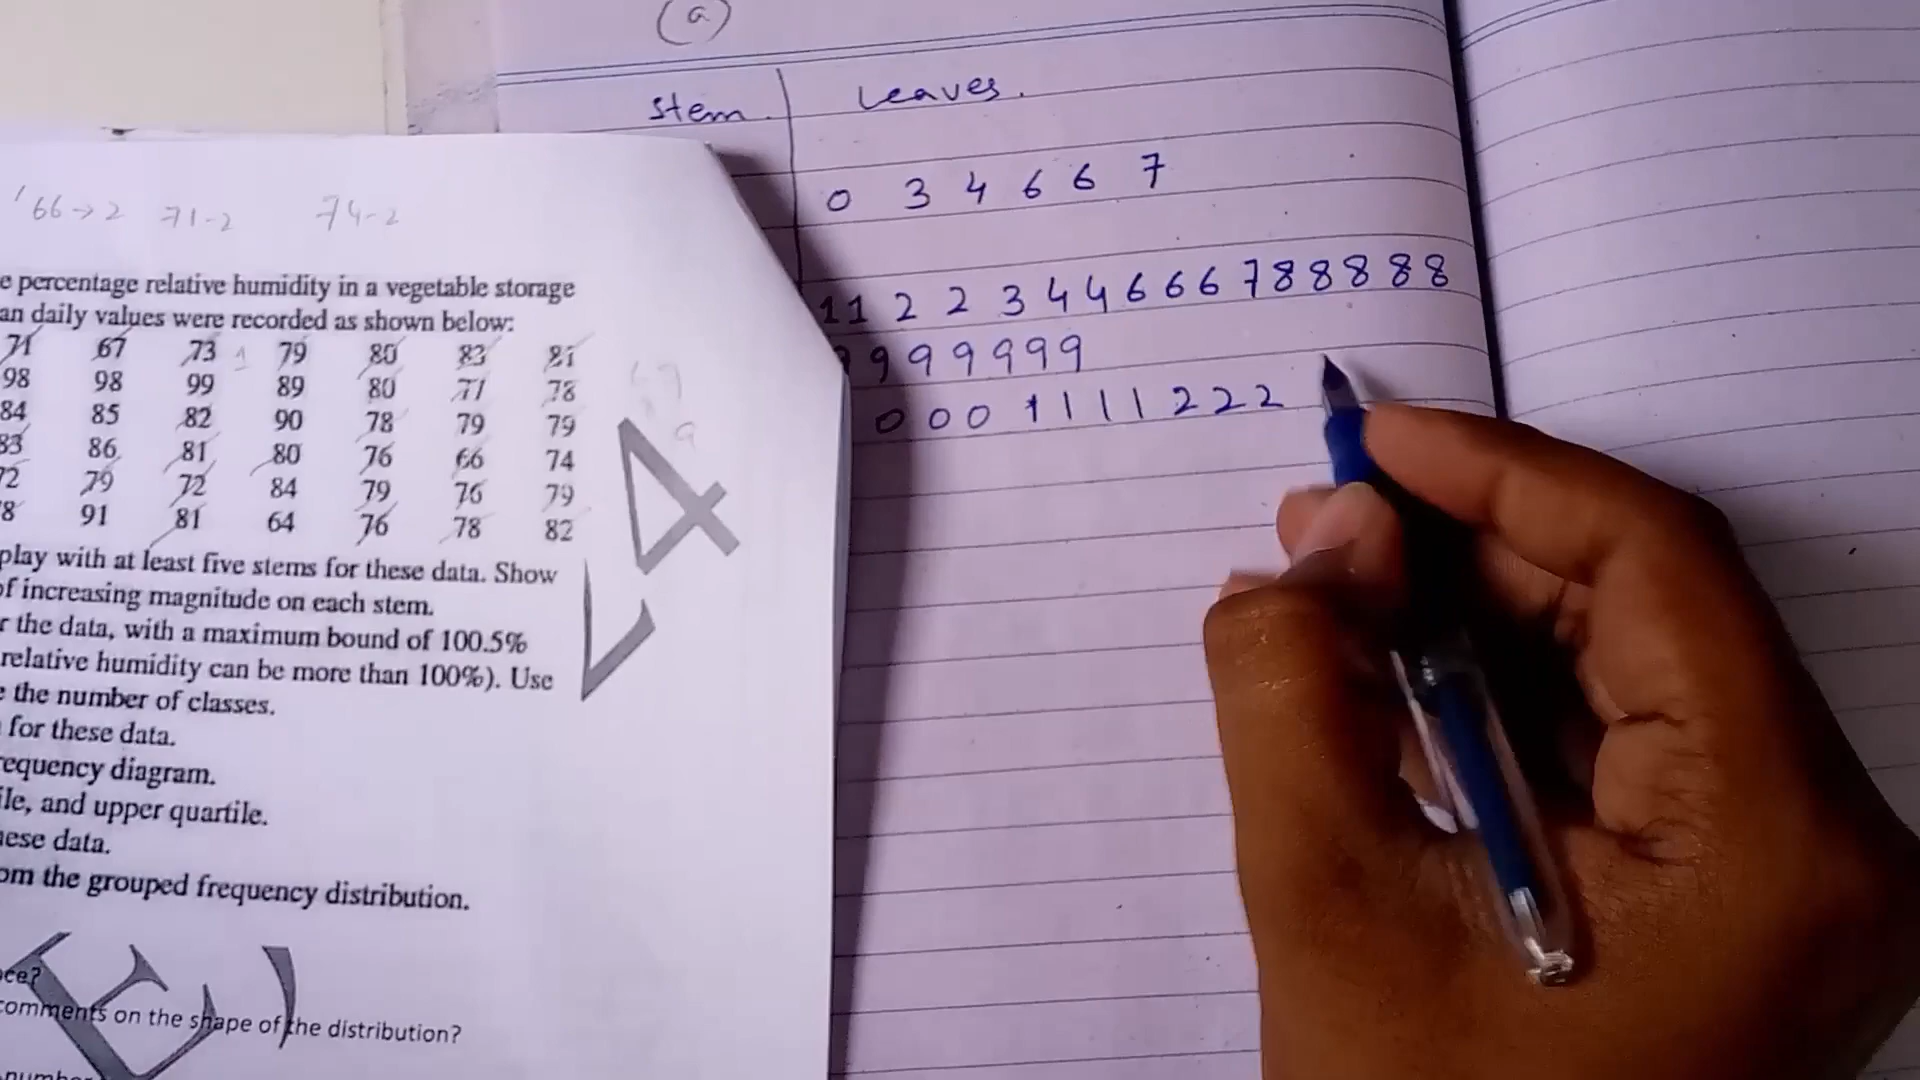 a
stem. leaves.
0 3 4 6 6 7
1 1 2 2 3 4 4 6 6 6 7 8 8 8 8 8
9 9 9 9 9 9
0 0 0 1 1 1 1 2 2 2
66→2 71-2 74-2
e percentage relative humidity in a vegetable storage
an daily values were recorded as shown below:
71 67 73 79 80 83 81
98 98 99 89 80 77 78
84 85 82 90 78 79 79
83 86 81 80 76 66 74
72 79 72 84 79 76 79
8 91 81 64 76 78 82
play with at least five stems for these data. Show
of increasing magnitude on each stem.
r the data, with a maximum bound of 100.5%
relative humidity can be more than 100%). Use
e the number of classes.
for these data.
requency diagram.
ile, and upper quartile.
hese data.
om the grouped frequency distribution.
ce?
comments on the shape of the distribution?